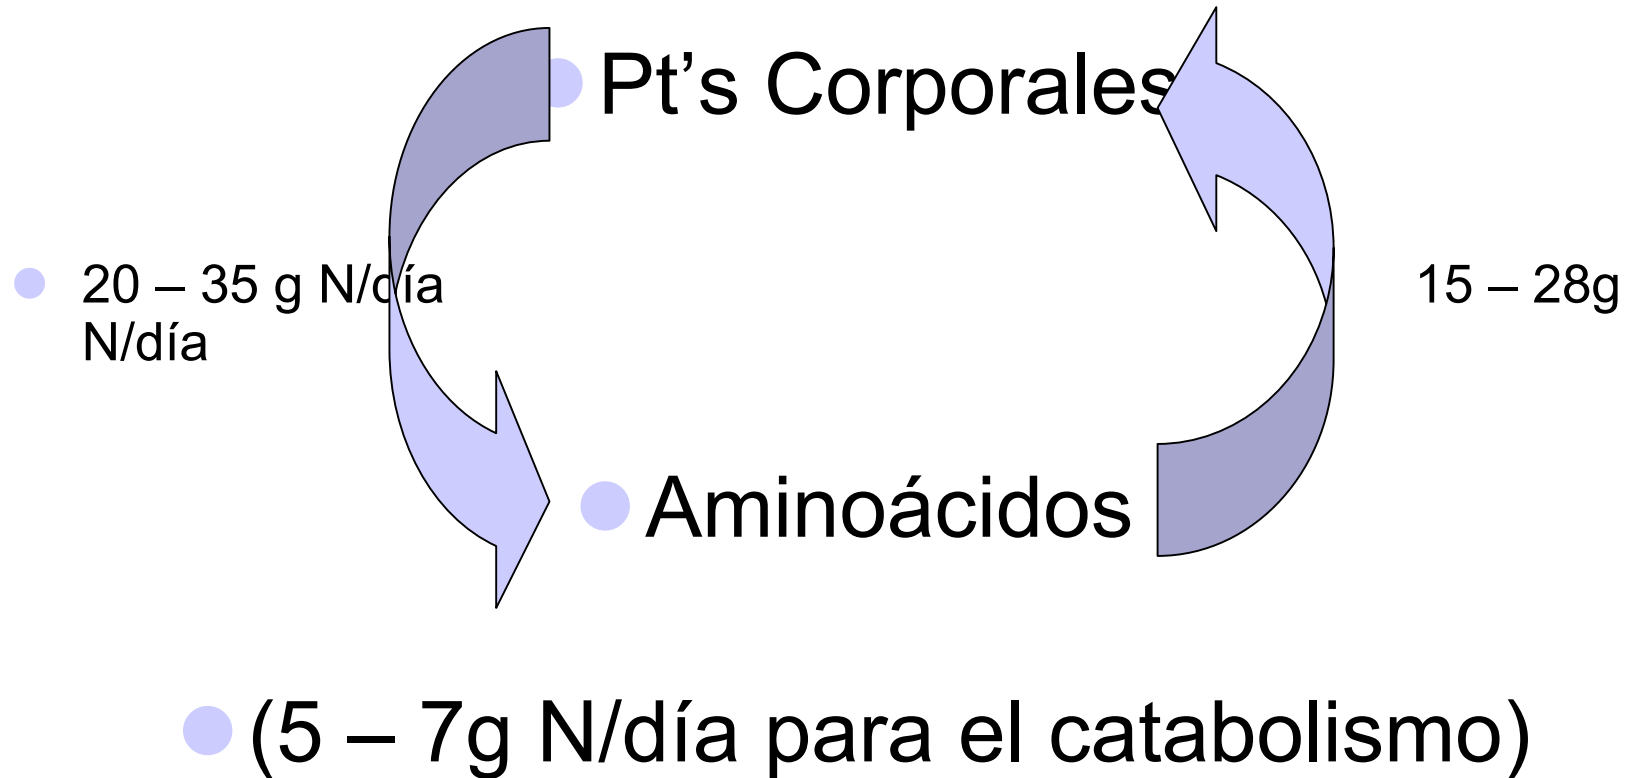 Pt's Corporales
20 – 35 g N/día 15 – 28g
N/día
Aminoácidos
(5 – 7g N/día para el catabolismo)